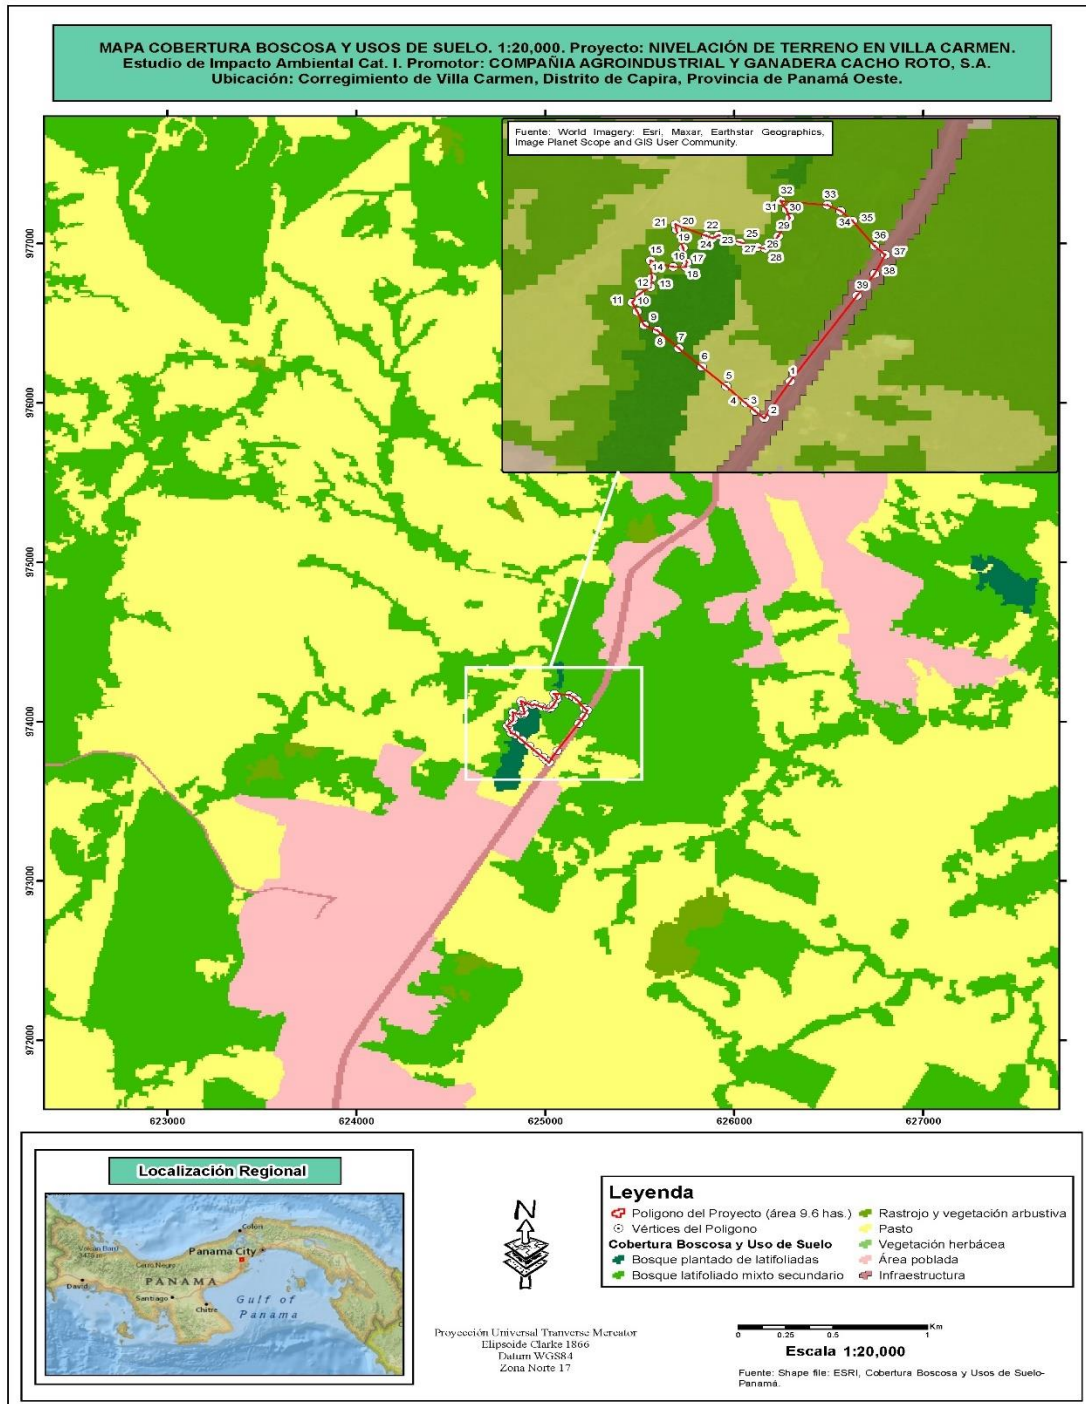 MAPA COBERTURA BOSCOSA Y USOS DE SUELO. 1:20,000. Proyecto: NIVELACIÓN DE TERRENO EN VILLA CARMEN.
Estudio de Impacto Ambiental Cat. I. Promotor: COMPAÑIA AGROINDUSTRIAL Y GANADERA CACHO ROTO, S.A.
Ubicación: Corregimiento de Villa Carmen, Distrito de Capira, Provincia de Panamá Oeste.
Fuente: World Imagery: Esri, Maxar, Earthstar Geographics,
Image Planet Scope and GIS User Community.
32
33
31
30
35
34
21
20
22
29
36
19
25
23
24
26
37
27
28
15
16
17
14
18
38
12
13
39
11
10
9
8
7
6
5
1
4
3
2
977000
976000
975000
974000
973000
972000
623000
624000
625000
626000
627000
Localización Regional
Colon
Panama City
Volcan Baru
Cerro Negro
David
PANAMA
Santiago
Chitre
Gulf of
Panama
N
Proyección Universal Tranverse Mercator
Elipsoide Clarke 1866
Datum WGS84
Zona Norte 17
Leyenda
Poligono del Proyecto (área 9.6 has.)
Vértices del Poligono
Cobertura Boscosa y Uso de Suelo
Bosque plantado de latifoliadas
Bosque latifoliado mixto secundario
Rastrojo y vegetación arbustiva
Pasto
Vegetación herbácea
Área poblada
Infraestructura
Km
0 0.25 0.5 1
Escala 1:20,000
Fuente: Shape file: ESRI, Cobertura Boscosa y Usos de Suelo-
Panamá.